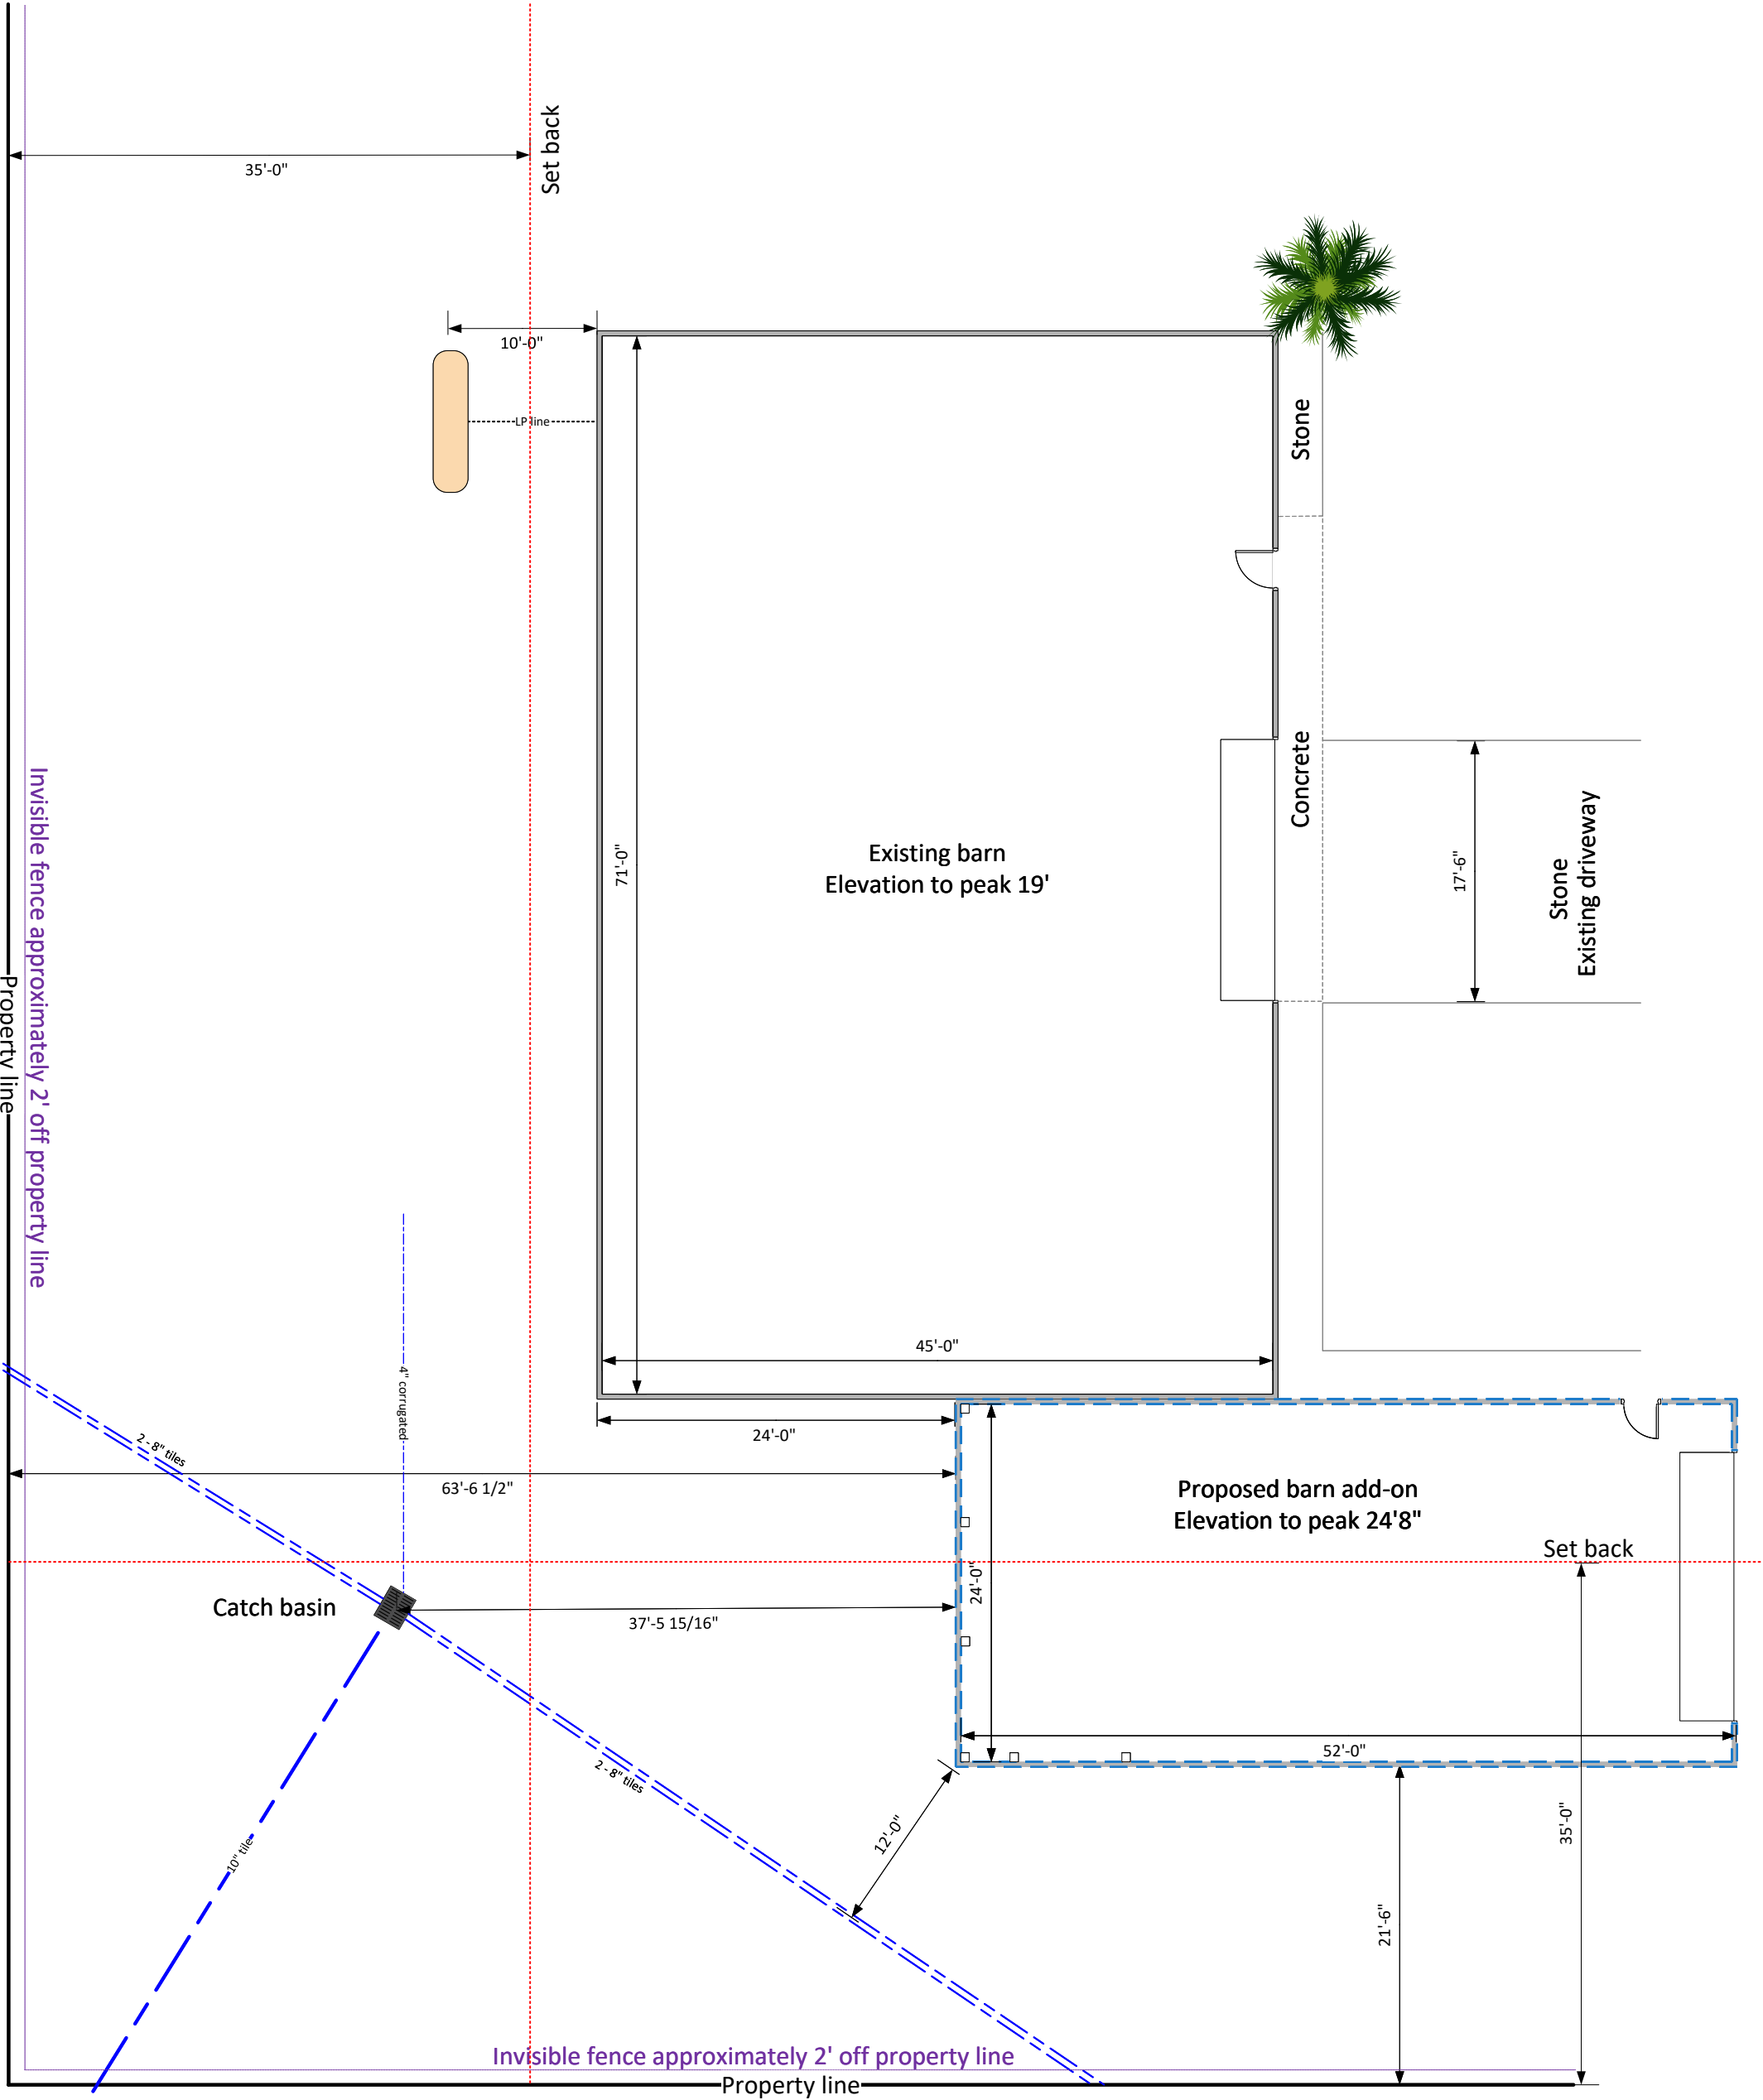 Set back
35'-0"
10'-0"
LP line
Stone
Concrete
71'-0"
Existing barn
Elevation to peak 19'
17'-6"
Stone
Existing driveway
Invisible fence approximately 2' off property line
Property line
45'-0"
4" corrugated
24'-0"
2 - 8" tiles
63'-6 1/2"
Proposed barn add-on
Elevation to peak 24'8"
Set back
24'-0"
Catch basin
37'-5 15/16"
52'-0"
2 - 8" tiles
12'-0"
35'-0"
10" tile
21'-6"
Invisible fence approximately 2' off property line
Property line